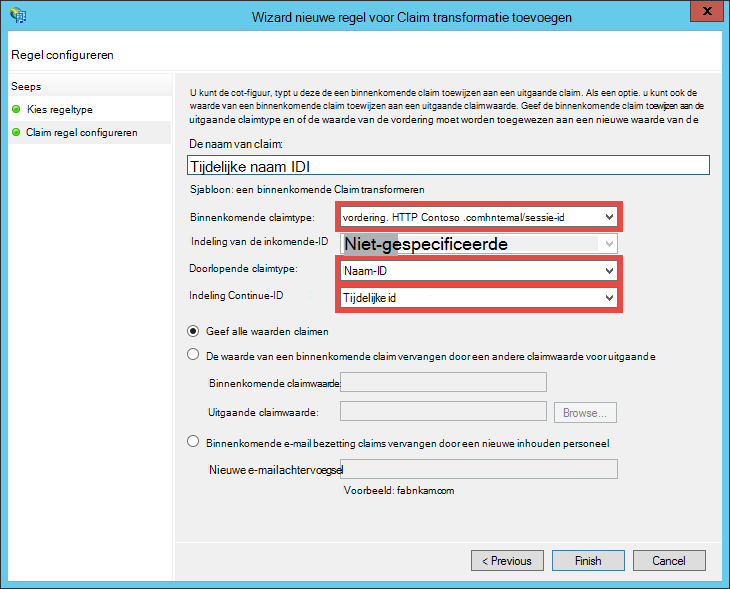 Wizard nieuwe regel voor Claim transformatie toevoegen
X
Regel configureren
Seeps
Kies regeltype
Claim regel configureren
U kunt de cot-figuur, typt u deze de een binnenkomende claim toewijzen aan een uitgaande claim. Als een optie. u kunt ook de
waarde van een binnenkomende claim toewijzen aan een uitgaande claimwaarde. Geef de binnenkomende claim toewijzen aan de
uitgaande claimtype en of de waarde van de vordering moet worden toegewezen aan een nieuwe waarde van de
De naam van claim:
Tijdelijke naam IDI
Sjabloon: een binnenkomende Claim transformeren
Binnenkomende claimtype:
vordering. HTTP Contoso .comhntemal/sessie-id
Indeling van de inkomende-ID
Niet-gespecificeerde
Doorlopende claimtype:
Naam-ID
Indeling Continue-ID
Tijdelijke id
Geef alle waarden claimen
De waarde van een binnenkomende claim vervangen door een andere claimwaarde voor uitgaande
Binnenkomende claimwaarde:
Uitgaande claimwaarde:
Browse...
Binnenkomende e-mail bezetting claims vervangen door een nieuwe inhouden personeel
Nieuwe e-mailachtervoegsel
Voorbeeld: fabnkam.com
< Previous
Finish
Cancel